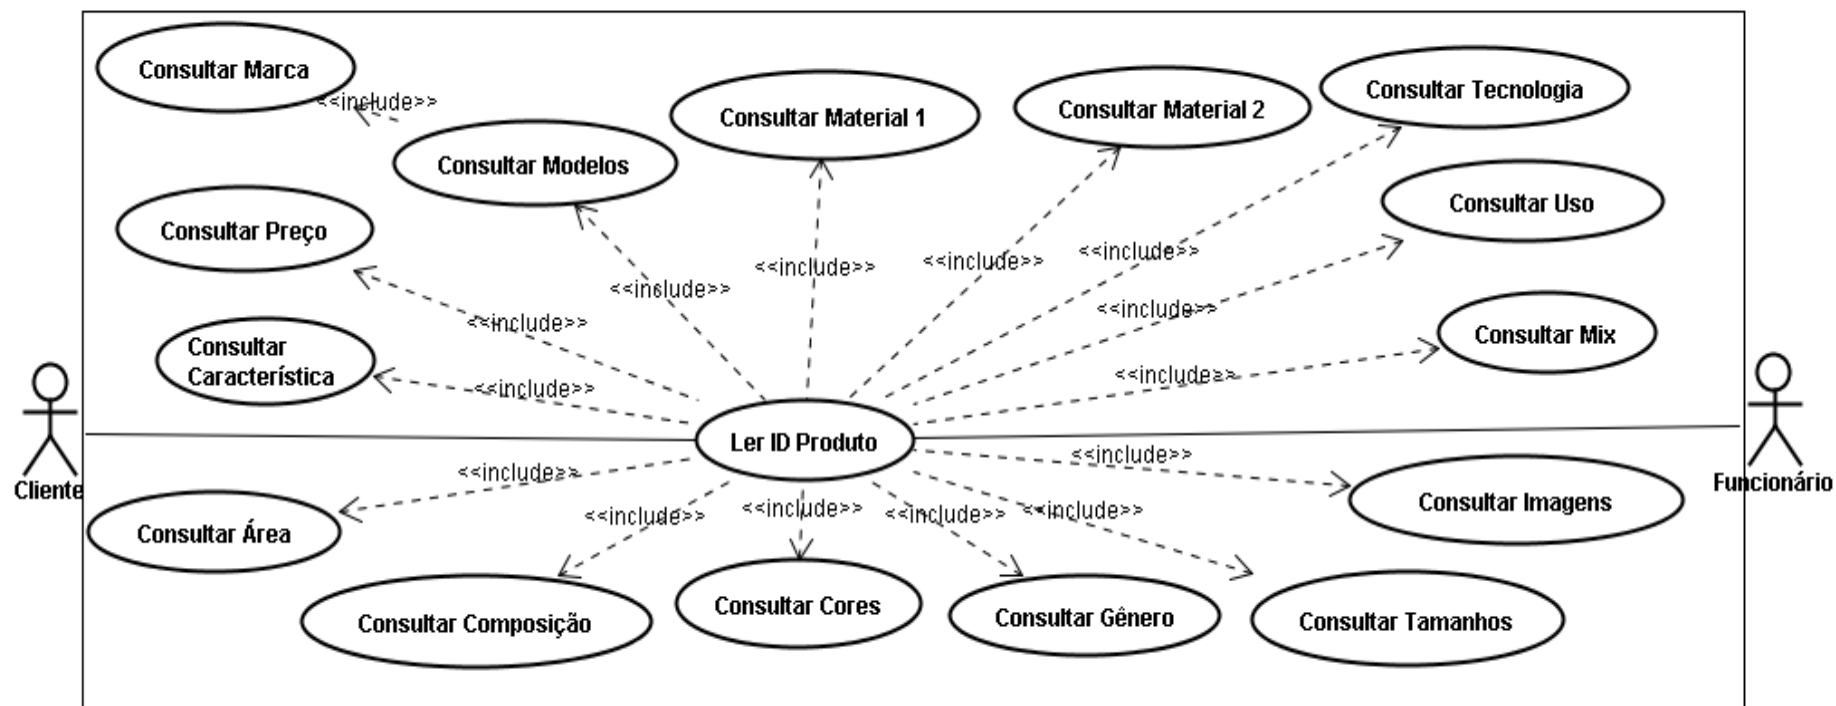 Consultar Marca
<<include>>
Consultar Modelos
Consultar Material 1
Consultar Material 2
Consultar Tecnologia
Consultar Preço
Consultar Uso
<<include>>
<<include>>
<<include>>
<<include>>
<<include>>
<<include>>
<<include>>
Consultar
Característica
<<include>>
<<include>>
Consultar Mix
Ler ID Produto
Cliente
Funcionário
<<include>>
<<include>>
<<include>>
<<include>>
<<include>>
<<include>>
Consultar Área
Consultar Imagens
Consultar Composição
Consultar Cores
Consultar Gênero
Consultar Tamanhos